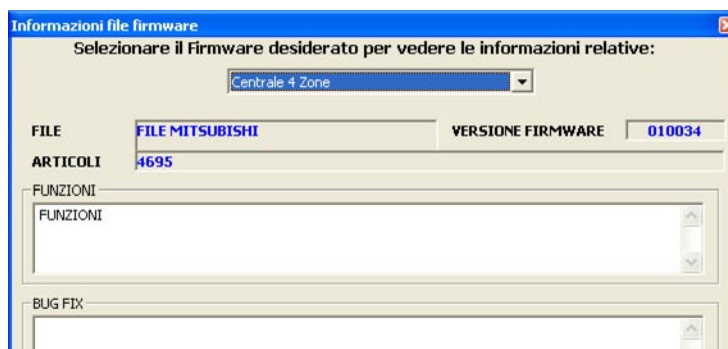 Informazioni file firmware
Selezionare il Firmware desiderato per vedere le informazioni relative:
Centrale 4 Zone
FILE FILE MITSUBISHI VERSIONE FIRMWARE 010034
ARTICOLI 4695
FUNZIONI
FUNZIONI
BUG FIX